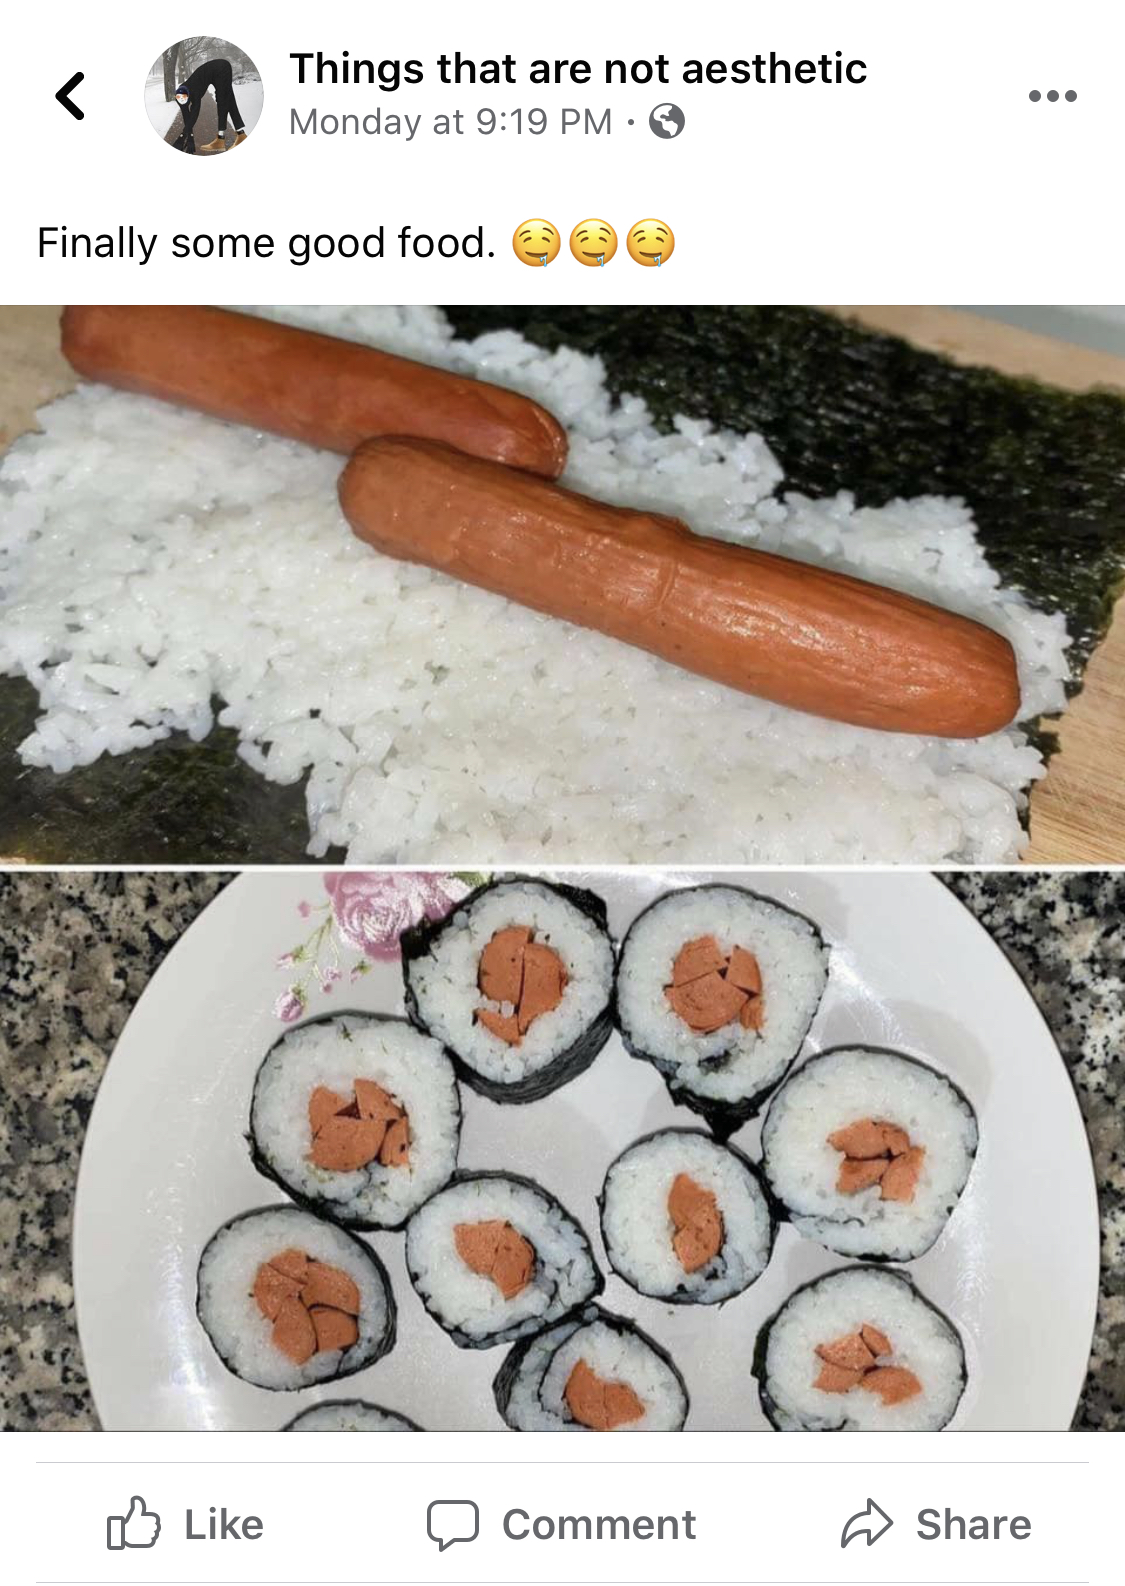 Things that are not aesthetic
Monday at 9:19 PM ·
Finally some good food. 🤤🤤🤤
Like
Comment
Share